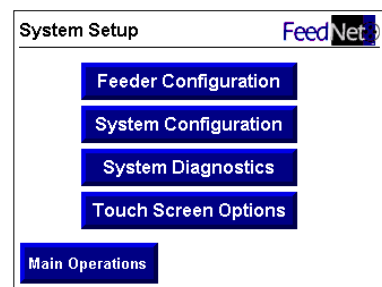 System Setup
FeedNet
Feeder Configuration
System Configuration
System Diagnostics
Touch Screen Options
Main Operations